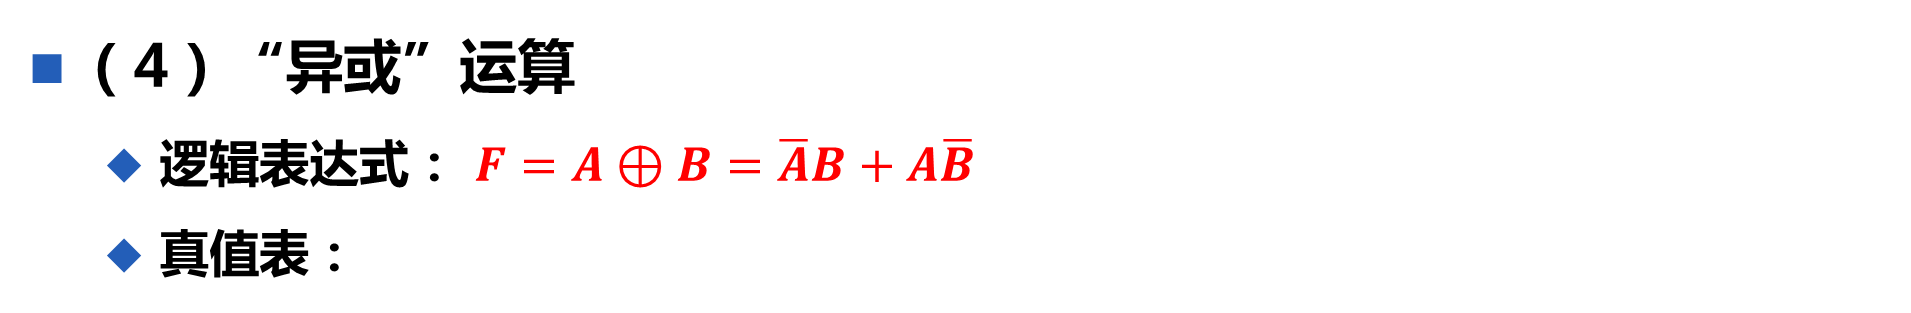 （4）“异或”运算
逻辑表达式：F = A ⊕ B = A̅B + AB̅
真值表：